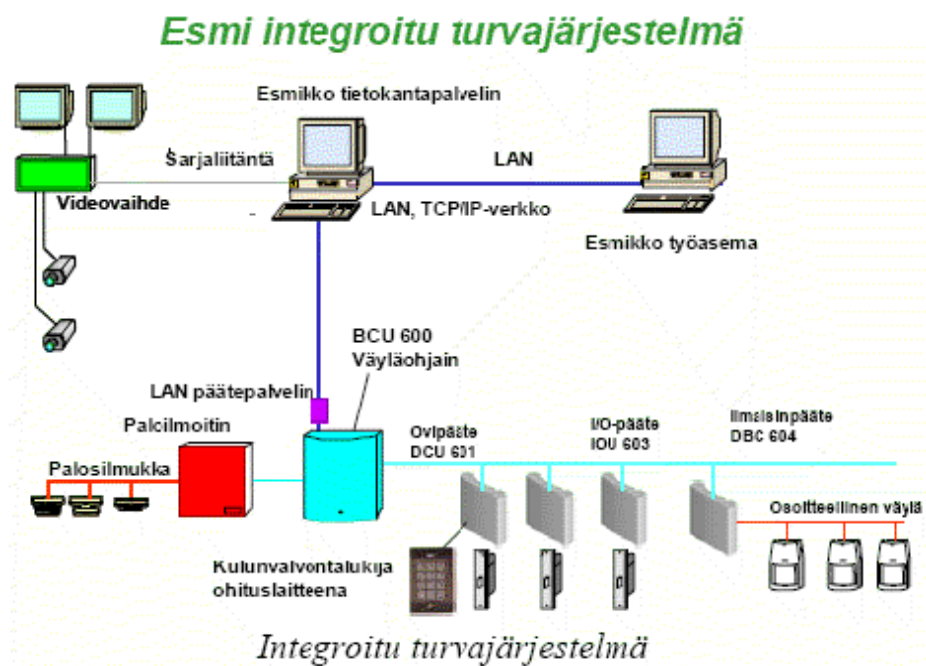 Esmi integroitu turvajärjestelmä
Esmikko tietokantapalvelin
Sarjaliitäntä
LAN
Videovaihde
LAN, TCP/IP-verkko
Esmikko työasema
BCU 600
Väyläohjain
LAN päätepalvelin
Paloilmoitin
Ovipääte
DCU 601
I/O-pääte
IOU 603
Ilmaisinpääte
DBC 604
Palosilmukka
Osoitteellinen väylä
Kulunvalvontalukija
ohituslaitteena
Integroitu turvajärjestelmä